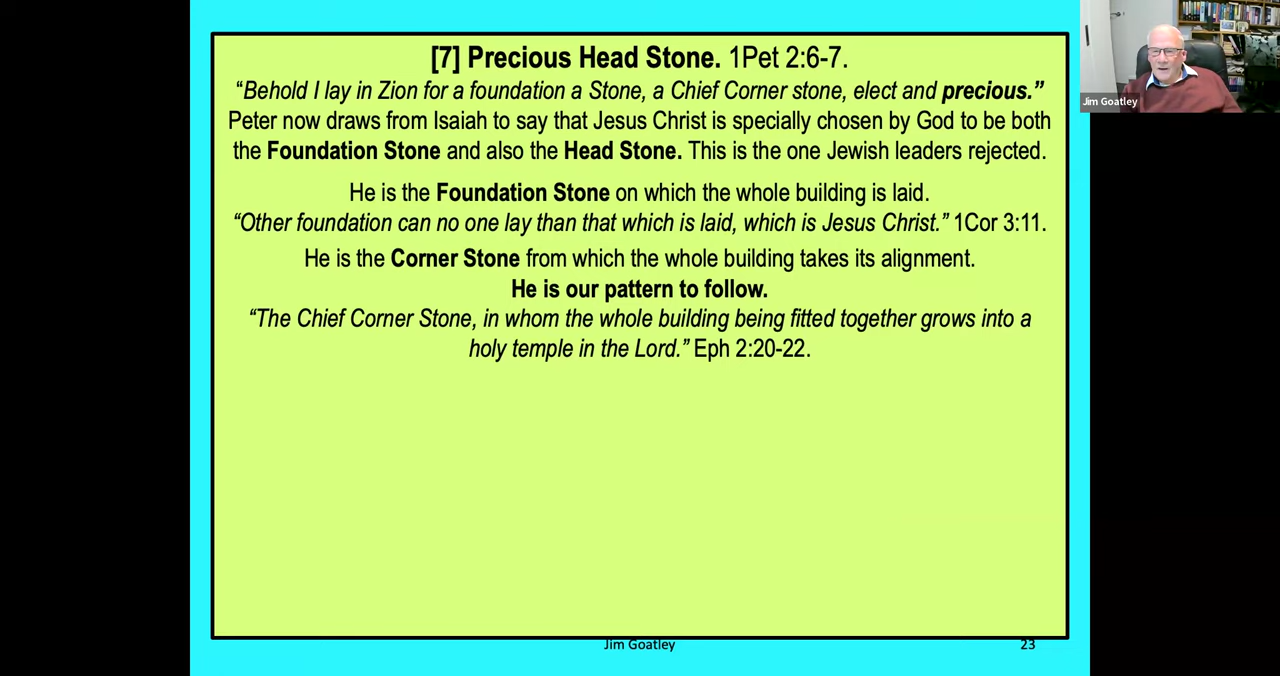 [7] Precious Head Stone. 1Pet 2:6-7.
“Behold I lay in Zion for a foundation a Stone, a Chief Corner stone, elect and precious.”
Peter now draws from Isaiah to say that Jesus Christ is specially chosen by God to be both
the Foundation Stone and also the Head Stone. This is the one Jewish leaders rejected.
He is the Foundation Stone on which the whole building is laid.
“Other foundation can no one lay than that which is laid, which is Jesus Christ.” 1Cor 3:11.
He is the Corner Stone from which the whole building takes its alignment.
He is our pattern to follow.
“The Chief Corner Stone, in whom the whole building being fitted together grows into a
holy temple in the Lord.” Eph 2:20-22.
Jim Goatley
23
Jim Goatley